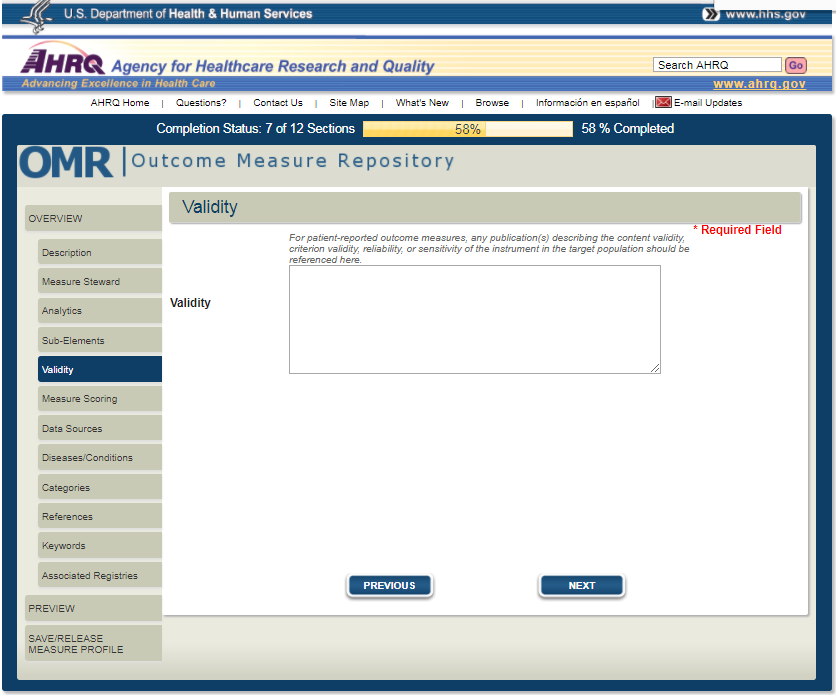 U.S. Department of Health & Human Services
www.hhs.gov
AHRQ Agency for Healthcare Research and Quality
Search AHRQ Go
Advancing Excellence in Health Care
www.ahrq.gov
AHRQ Home | Questions? | Contact Us | Site Map | What's New | Browse | Información en español | E-mail Updates
Completion Status: 7 of 12 Sections 58% 58 % Completed
OMR | Outcome Measure Repository
Validity
* Required Field
OVERVIEW
Description
Measure Steward
Analytics
Sub-Elements
Validity
Measure Scoring
Data Sources
Diseases/Conditions
Categories
References
Keywords
Associated Registries
PREVIEW
SAVE/RELEASE
MEASURE PROFILE
For patient-reported outcome measures, any publication(s) describing the content validity,
criterion validity, reliability, or sensitivity of the instrument in the target population should be
referenced here.
Validity
PREVIOUS
NEXT